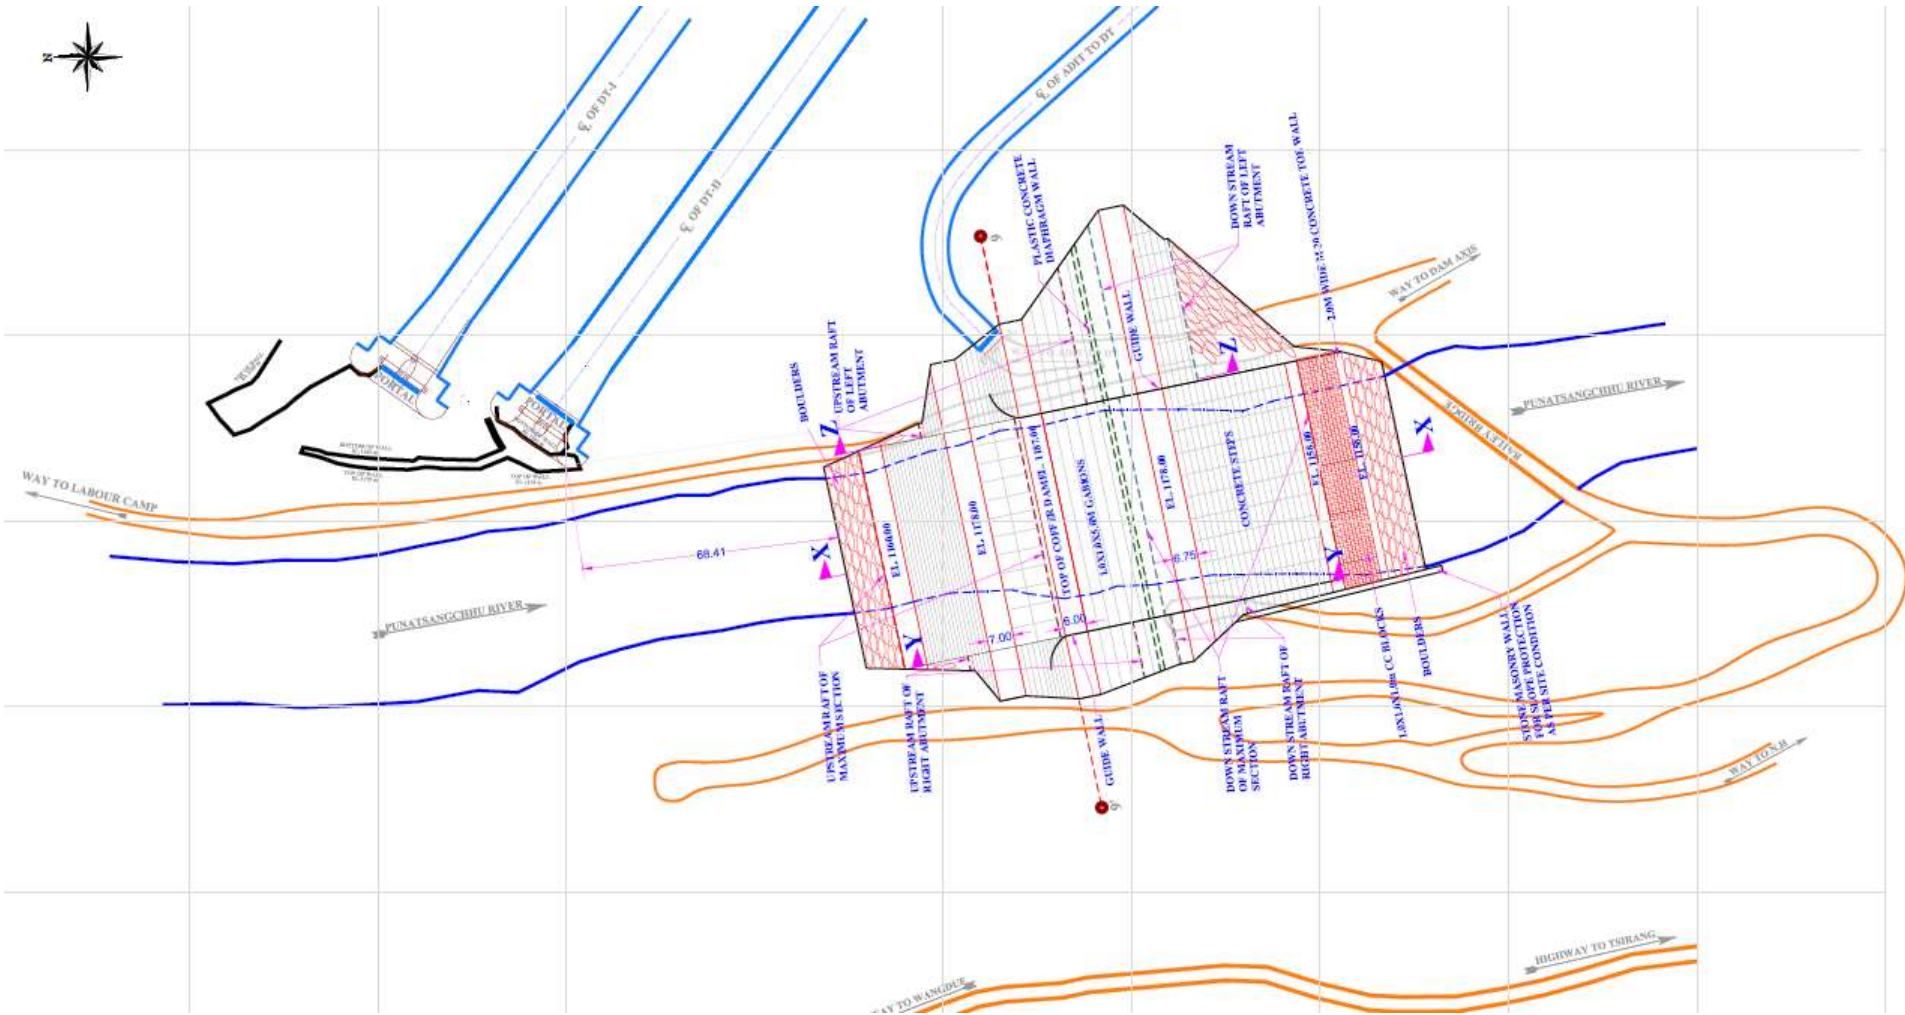 N
℄ OF DT-I
℄ OF DT-II
℄ OF ADIT TO DT
PORTAL
PORTAL
WAY TO LABOUR CAMP
PUNATSANGCHHU RIVER
68.41
BOULDERS
UPSTREAM RAFT
OF LEFT
ABUTMENT
PLASTIC CONCRETE
DIAPHRAGM WALL
DOWN STREAM
RAFT OF LEFT
ABUTMENT
2.0M WIDE M-20 CONCRETE TOE WALL
WAY TO DAM AXIS
PUNATSANGCHHU RIVER
BAILEY BRIDGE
9
GUIDE WALL
Z
Z
X
X
Y
Y
EL. 1166.00
EL. 1178.00
TOP OF COFFER DAM EL. 1187.00
1.0X1.0X5.0M GABIONS
EL. 1178.00
CONCRETE STEPS
EL. 1158.00
EL. 1158.00
7.00
6.00
6.75
UPSTREAM RAFT OF
MAXIMUM SECTION
UPSTREAM RAFT OF
RIGHT ABUTMENT
GUIDE WALL
9'
DOWN STREAM RAFT
OF MAXIMUM
SECTION
DOWN STREAM RAFT OF
RIGHT ABUTMENT
1.0X1.0X1.0m CC BLOCKS
BOULDERS
STONE MASONRY WALL
FOR SLOPE PROTECTION
AS PER SITE CONDITION
WAY TO N.H
HIGHWAY TO TSIRANG
WAY TO WANGDUE